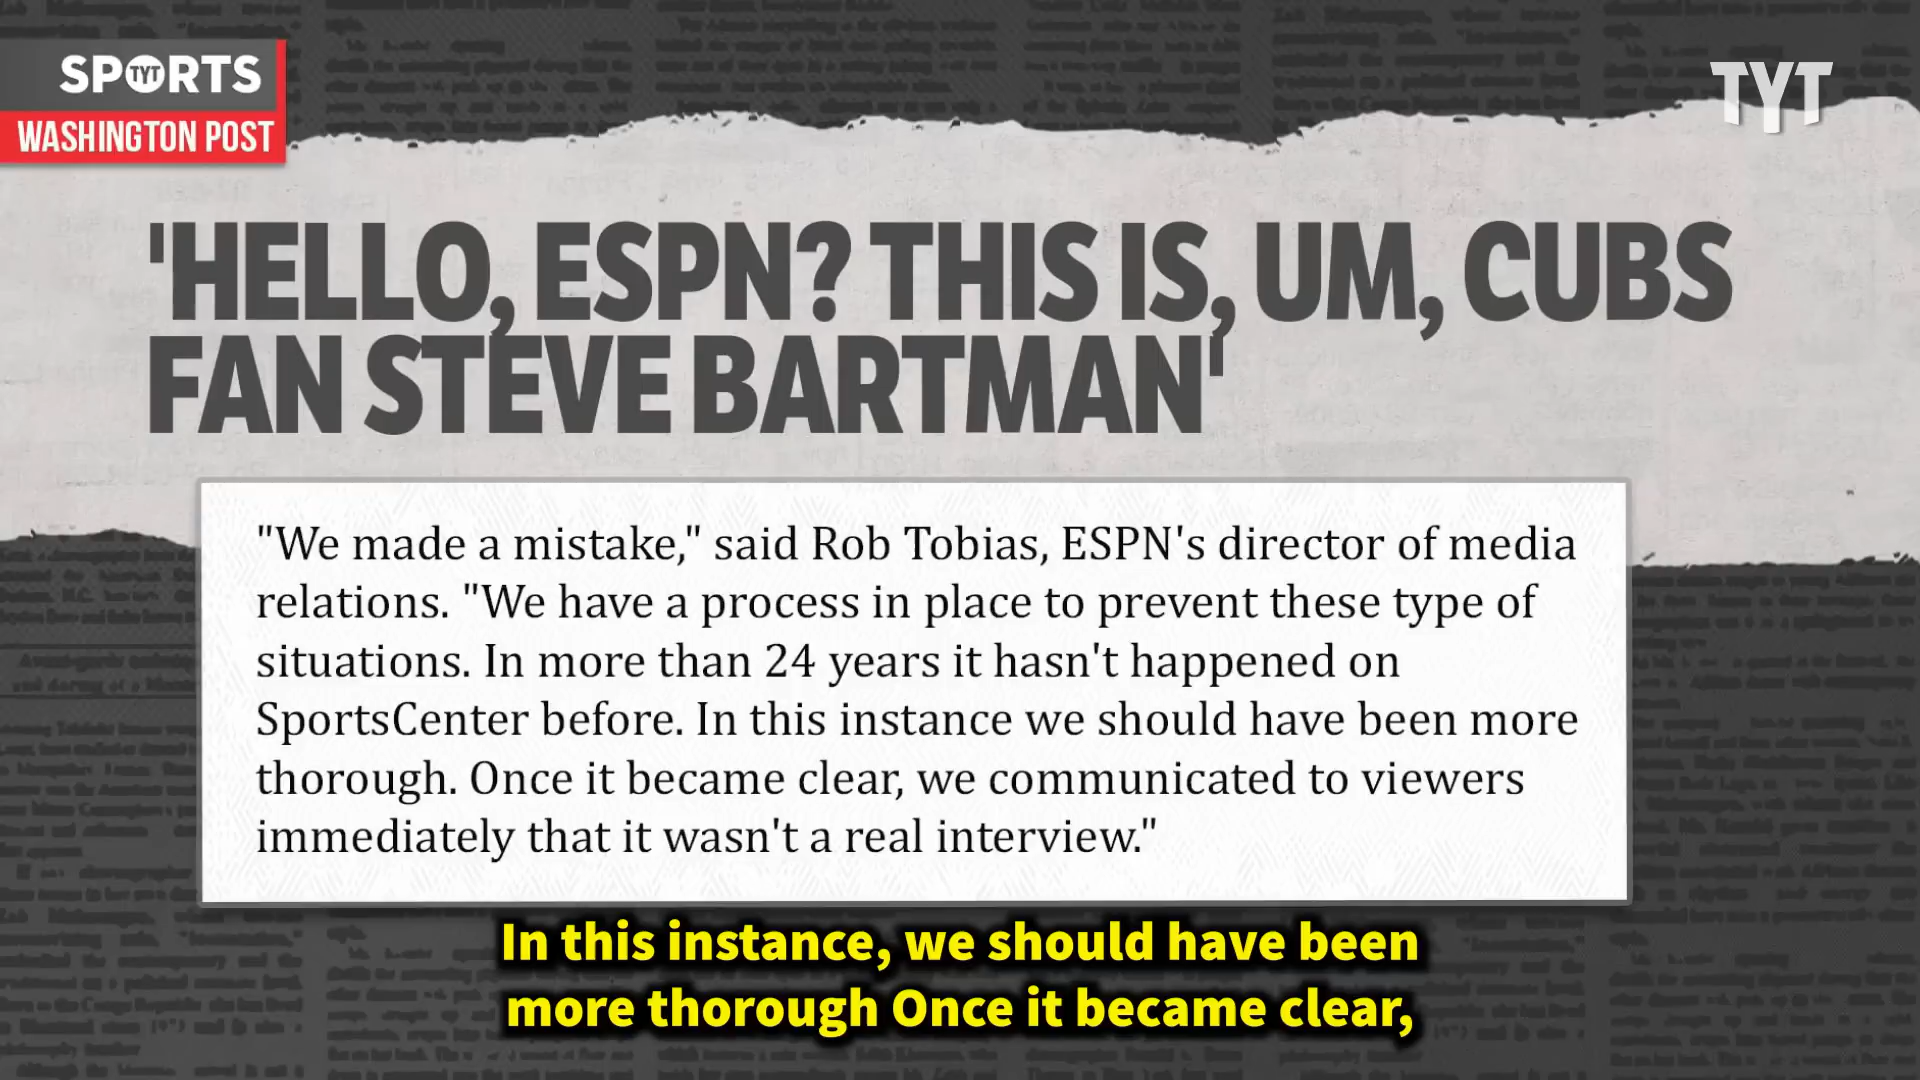 SPORTS
TYT
WASHINGTON POST
TYT
'HELLO, ESPN? THIS IS, UM, CUBS
FAN STEVE BARTMAN'
"We made a mistake," said Rob Tobias, ESPN's director of media
relations. "We have a process in place to prevent these type of
situations. In more than 24 years it hasn't happened on
SportsCenter before. In this instance we should have been more
thorough. Once it became clear, we communicated to viewers
immediately that it wasn't a real interview."
In this instance, we should have been
more thorough Once it became clear,